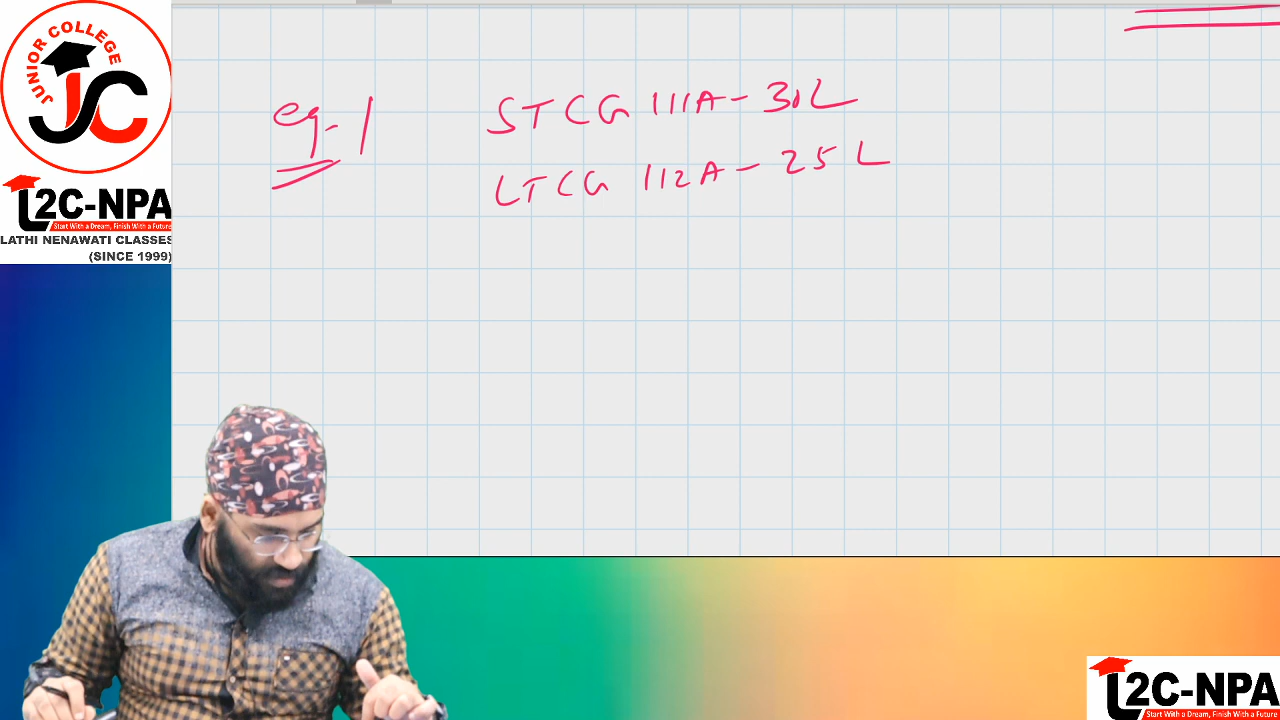 JUNIOR COLLEGE
JC
L2C-NPA
Start With a Dream, Finish With a Future
LATHI NENAWATI CLASSES
(SINCE 1999)
eg. 1
STCG 111A - 30L
LTCG 112A - 25 L
L2C-NPA
Start With a Dream, Finish With a Future